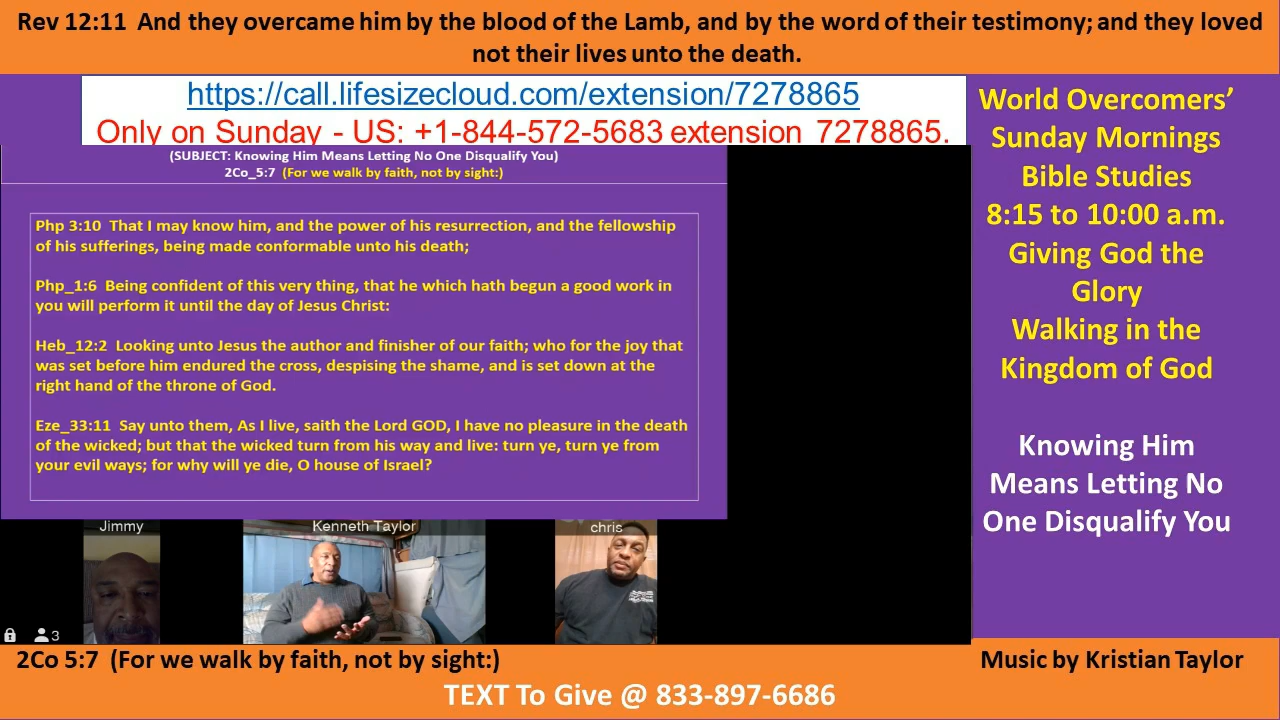 Rev 12:11  And they overcame him by the blood of the Lamb, and by the word of their testimony; and they loved
not their lives unto the death.
https://call.lifesizecloud.com/extension/7278865
Only on Sunday - US: +1-844-572-5683 extension 7278865.
(SUBJECT: Knowing Him Means Letting No One Disqualify You)
2Co_5:7  (For we walk by faith, not by sight:)
Php 3:10  That I may know him, and the power of his resurrection, and the fellowship
of his sufferings, being made conformable unto his death;
Php_1:6  Being confident of this very thing, that he which hath begun a good work in
you will perform it until the day of Jesus Christ:
Heb_12:2  Looking unto Jesus the author and finisher of our faith; who for the joy that
was set before him endured the cross, despising the shame, and is set down at the
right hand of the throne of God.
Eze_33:11  Say unto them, As I live, saith the Lord GOD, I have no pleasure in the death
of the wicked; but that the wicked turn from his way and live: turn ye, turn ye from
your evil ways; for why will ye die, O house of Israel?
Jimmy
Kenneth Taylor
chris
3
World Overcomers'
Sunday Mornings
Bible Studies
8:15 to 10:00 a.m.
Giving God the
Glory
Walking in the
Kingdom of God
Knowing Him
Means Letting No
One Disqualify You
2Co 5:7  (For we walk by faith, not by sight:)
Music by Kristian Taylor
TEXT To Give @ 833-897-6686